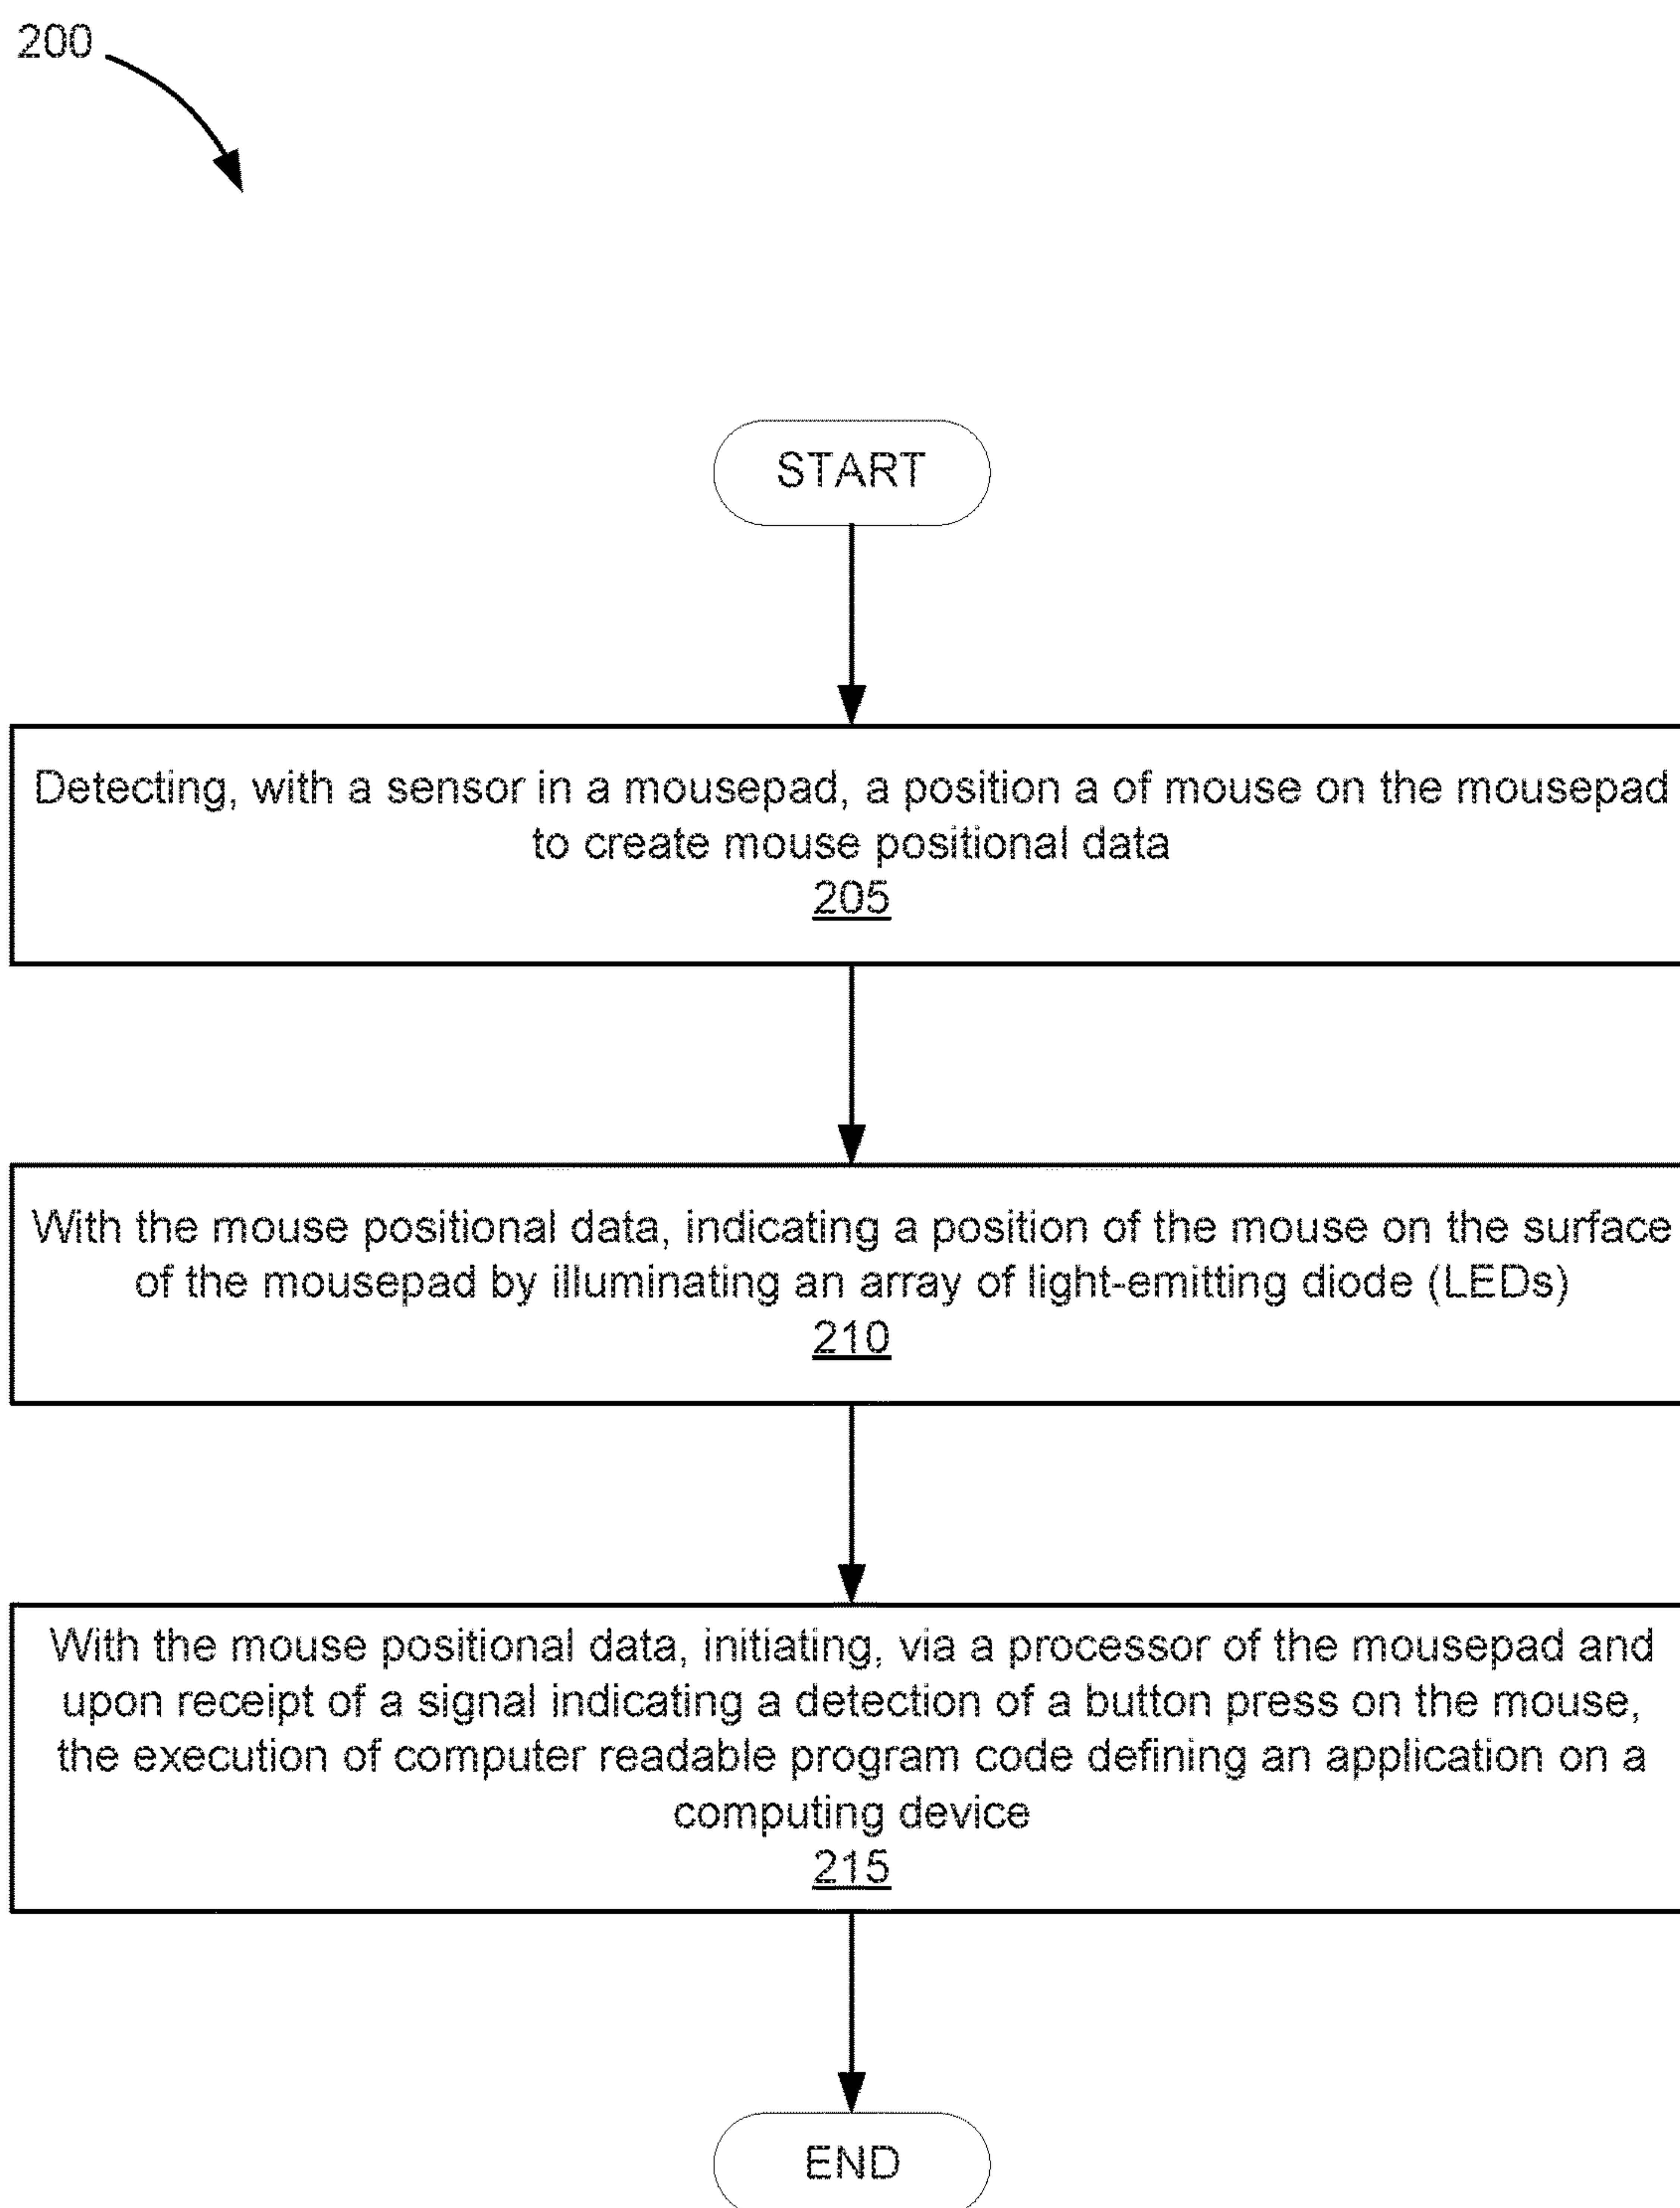 200
START
Detecting, with a sensor in a mousepad, a position a of mouse on the mousepad
to create mouse positional data
205
With the mouse positional data, indicating a position of the mouse on the surface
of the mousepad by illuminating an array of light-emitting diode (LEDs)
210
With the mouse positional data, initiating, via a processor of the mousepad and
upon receipt of a signal indicating a detection of a button press on the mouse,
the execution of computer readable program code defining an application on a
computing device
215
END